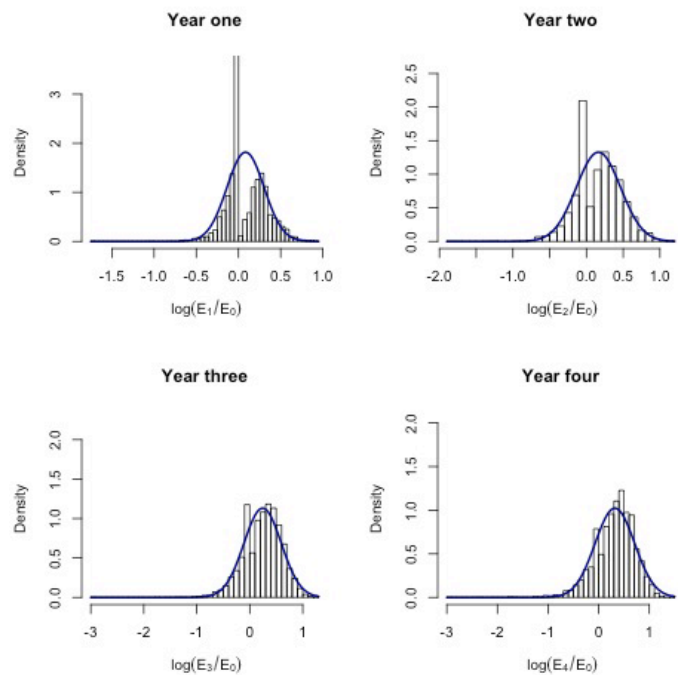 Year one
Density
0 1 2 3
-1.5 -1.0 -0.5 0.0 0.5 1.0
log(E₁/E₀)
Year two
Density
0.0 0.5 1.0 1.5 2.0 2.5
-2.0 -1.0 0.0 0.5 1.0
log(E₂/E₀)
Year three
Density
0.0 0.5 1.0 1.5 2.0
-3 -2 -1 0 1
log(E₃/E₀)
Year four
Density
0.0 0.5 1.0 1.5 2.0
-3 -2 -1 0 1
log(E₄/E₀)